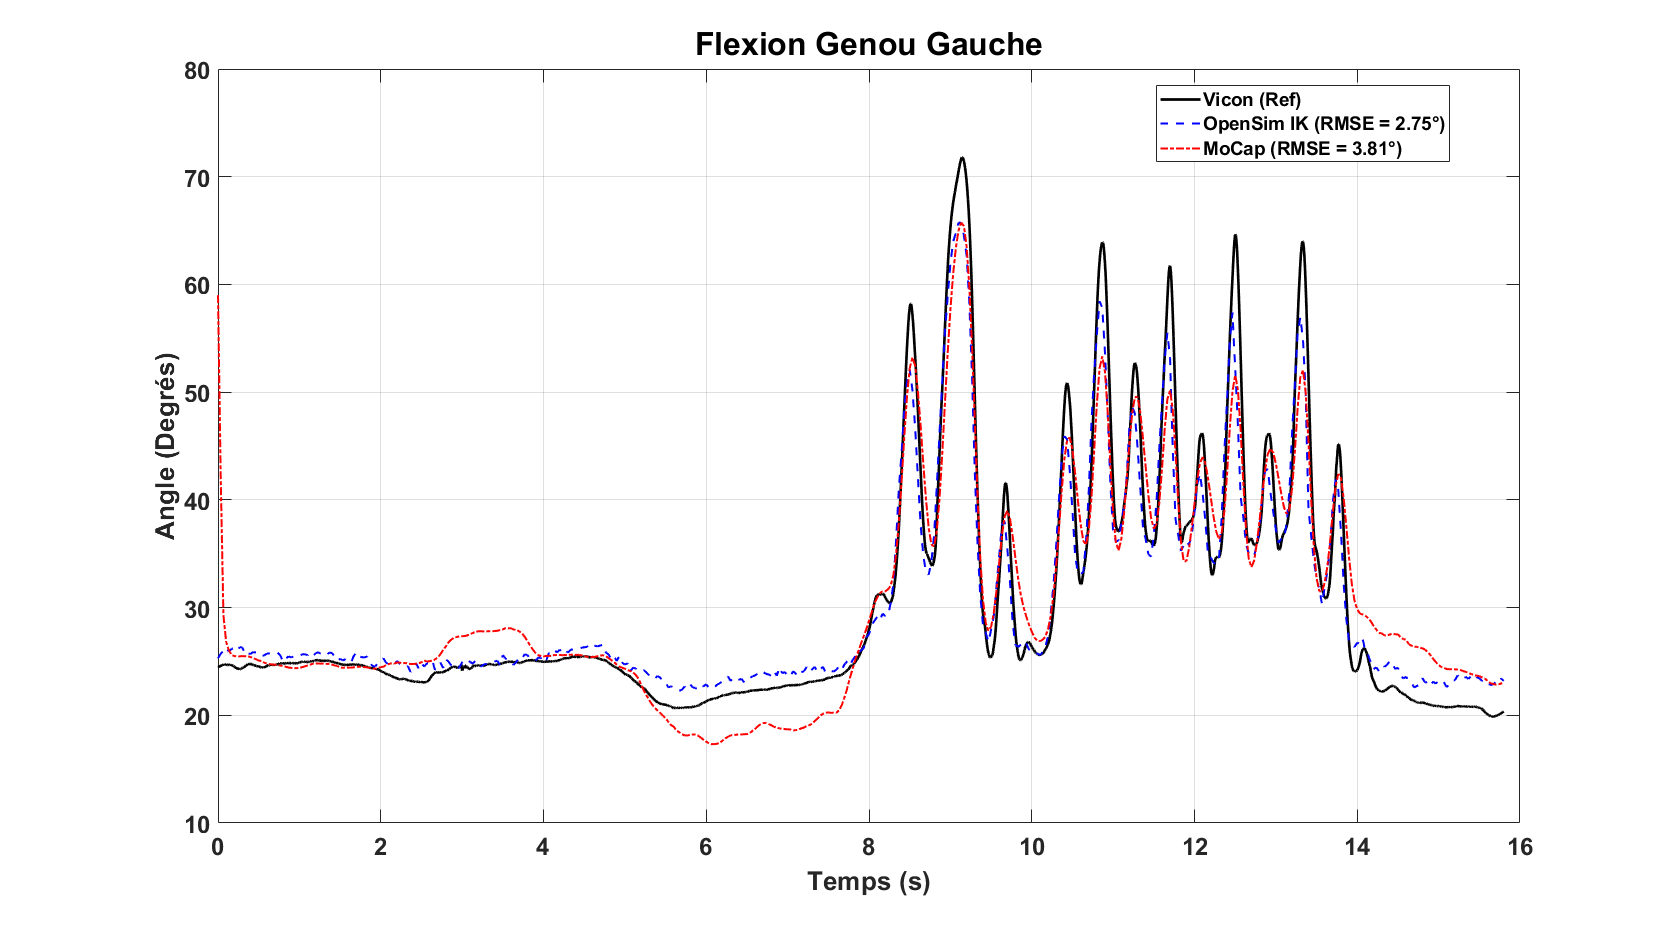 Flexion Genou Gauche
Vicon (Ref)
OpenSim IK (RMSE = 2.75°)
MoCap (RMSE = 3.81°)
Angle (Degrés)
80
70
60
50
40
30
20
10
0 2 4 6 8 10 12 14 16
Temps (s)